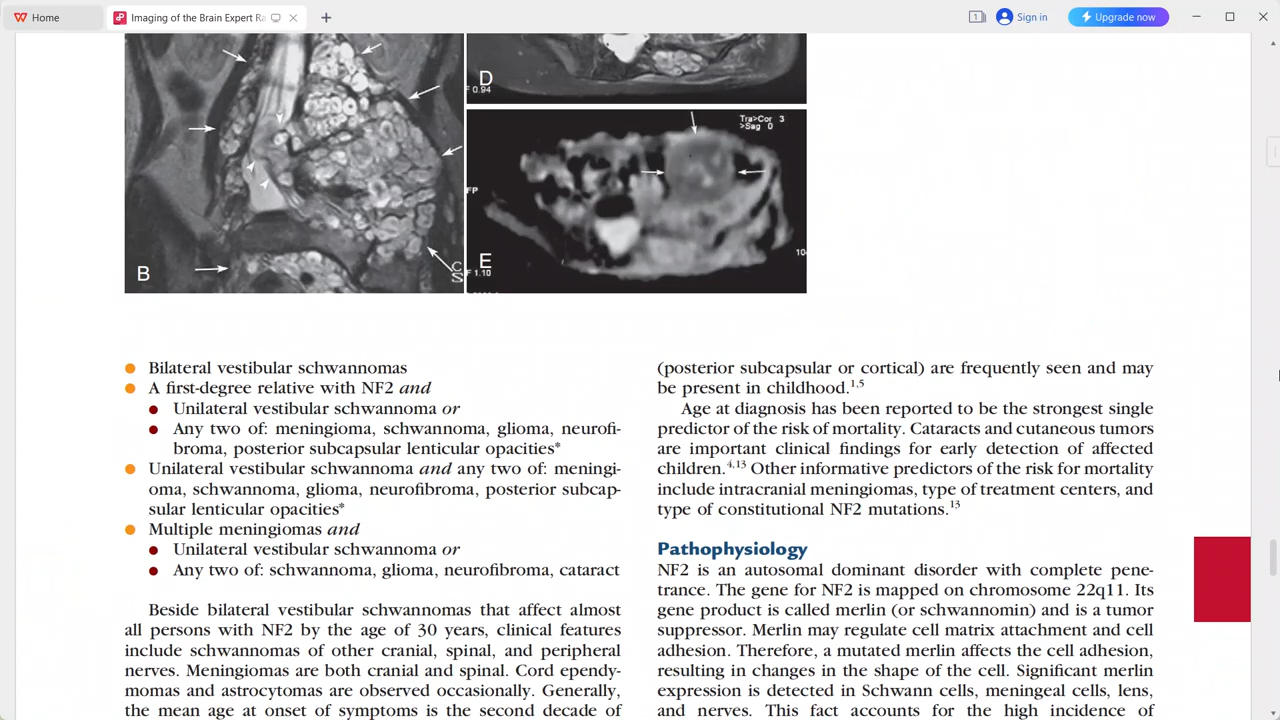 Home
Imaging of the Brain Expert Ra
1
Sign in
Upgrade now
B
D
F 0.94
Tra>Cor 3
>Sag 0
FP
E
F 1.10
10
C
S
Bilateral vestibular schwannomas
A first-degree relative with NF2 and
Unilateral vestibular schwannoma or
Any two of: meningioma, schwannoma, glioma, neurofi-
broma, posterior subcapsular lenticular opacities*
Unilateral vestibular schwannoma and any two of: meningi-
oma, schwannoma, glioma, neurofibroma, posterior subcap-
sular lenticular opacities*
Multiple meningiomas and
Unilateral vestibular schwannoma or
Any two of: schwannoma, glioma, neurofibroma, cataract
Beside bilateral vestibular schwannomas that affect almost
all persons with NF2 by the age of 30 years, clinical features
include schwannomas of other cranial, spinal, and peripheral
nerves. Meningiomas are both cranial and spinal. Cord ependy-
momas and astrocytomas are observed occasionally. Generally,
the mean age at onset of symptoms is the second decade of
(posterior subcapsular or cortical) are frequently seen and may
be present in childhood.1,5
Age at diagnosis has been reported to be the strongest single
predictor of the risk of mortality. Cataracts and cutaneous tumors
are important clinical findings for early detection of affected
children.4,13 Other informative predictors of the risk for mortality
include intracranial meningiomas, type of treatment centers, and
type of constitutional NF2 mutations.13
Pathophysiology
NF2 is an autosomal dominant disorder with complete pene-
trance. The gene for NF2 is mapped on chromosome 22q11. Its
gene product is called merlin (or schwannomin) and is a tumor
suppressor. Merlin may regulate cell matrix attachment and cell
adhesion. Therefore, a mutated merlin affects the cell adhesion,
resulting in changes in the shape of the cell. Significant merlin
expression is detected in Schwann cells, meningeal cells, lens,
and nerves. This fact accounts for the high incidence of